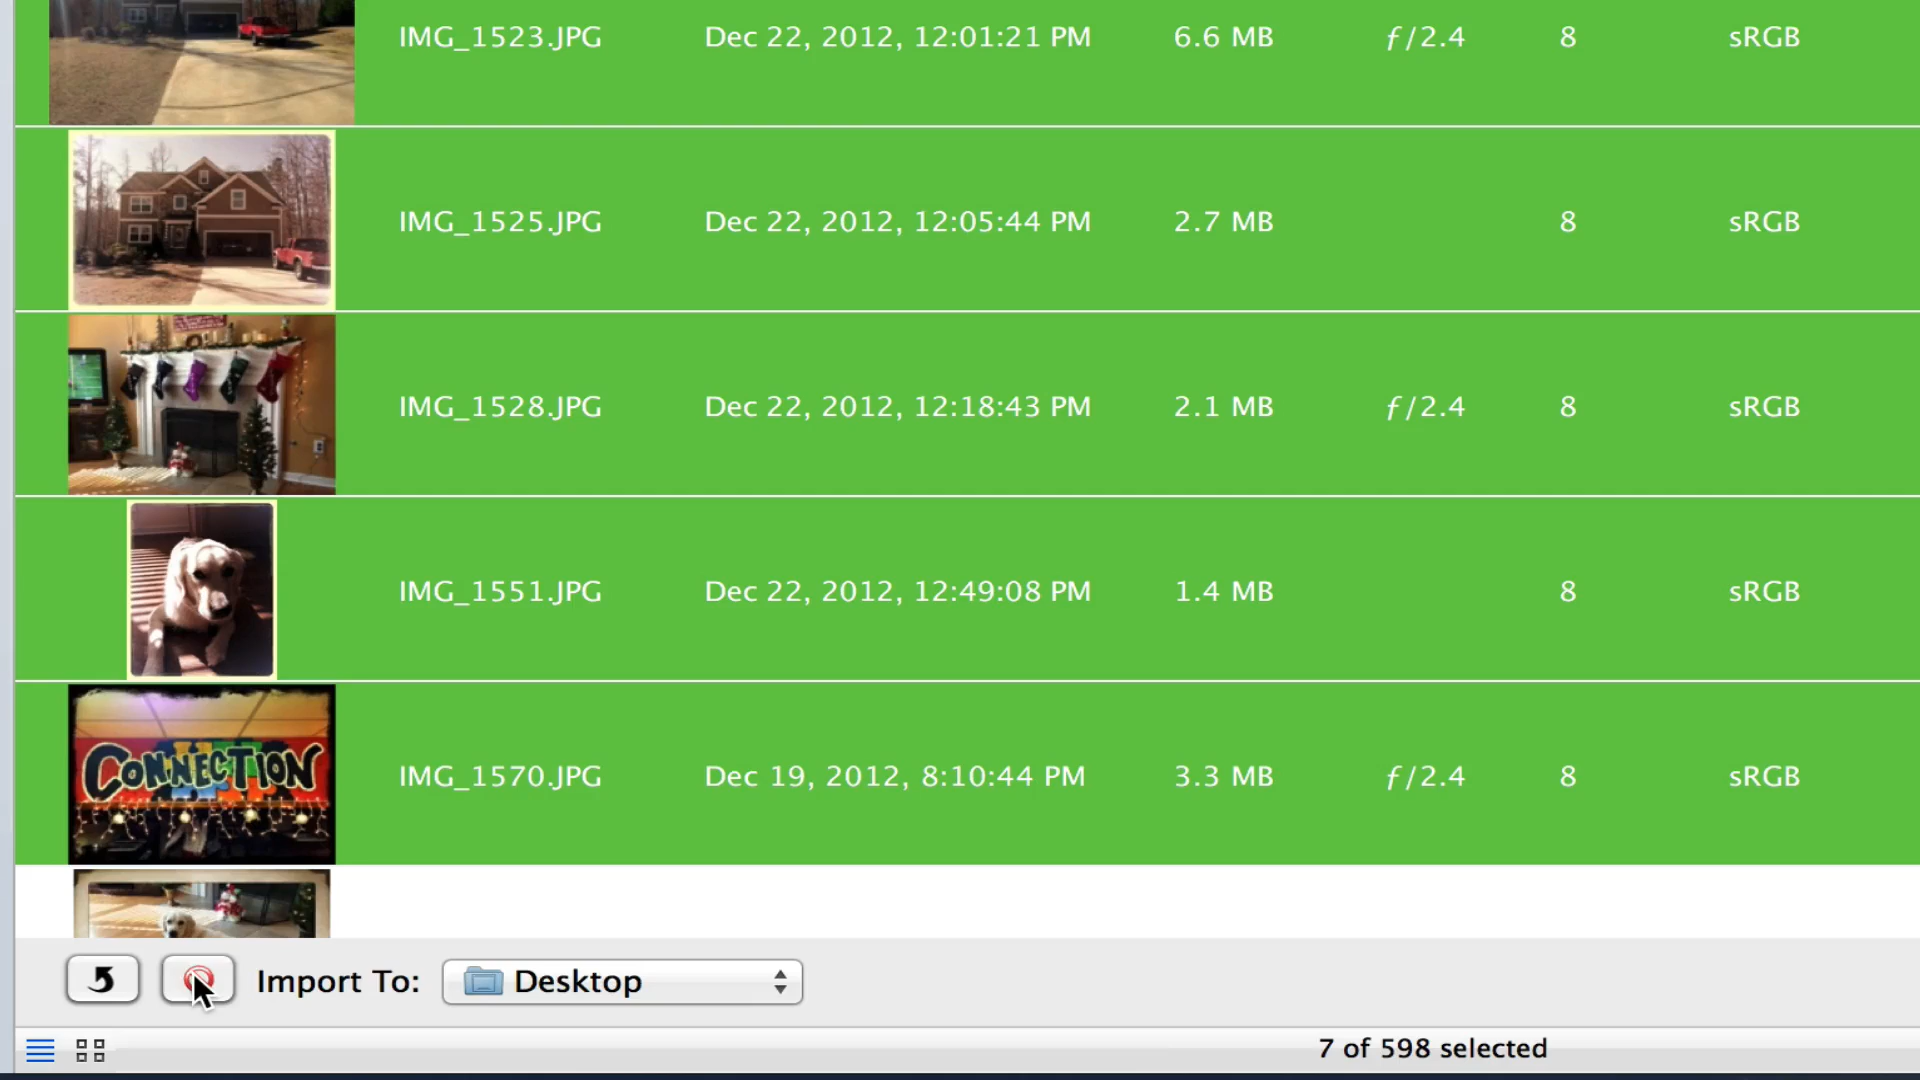 IMG_1523.JPG Dec 22, 2012, 12:01:21 PM 6.6 MB ƒ/2.4 8 sRGB
IMG_1525.JPG Dec 22, 2012, 12:05:44 PM 2.7 MB 8 sRGB
IMG_1528.JPG Dec 22, 2012, 12:18:43 PM 2.1 MB ƒ/2.4 8 sRGB
IMG_1551.JPG Dec 22, 2012, 12:49:08 PM 1.4 MB 8 sRGB
CONNECTION
IMG_1570.JPG Dec 19, 2012, 8:10:44 PM 3.3 MB ƒ/2.4 8 sRGB
Import To: Desktop
7 of 598 selected